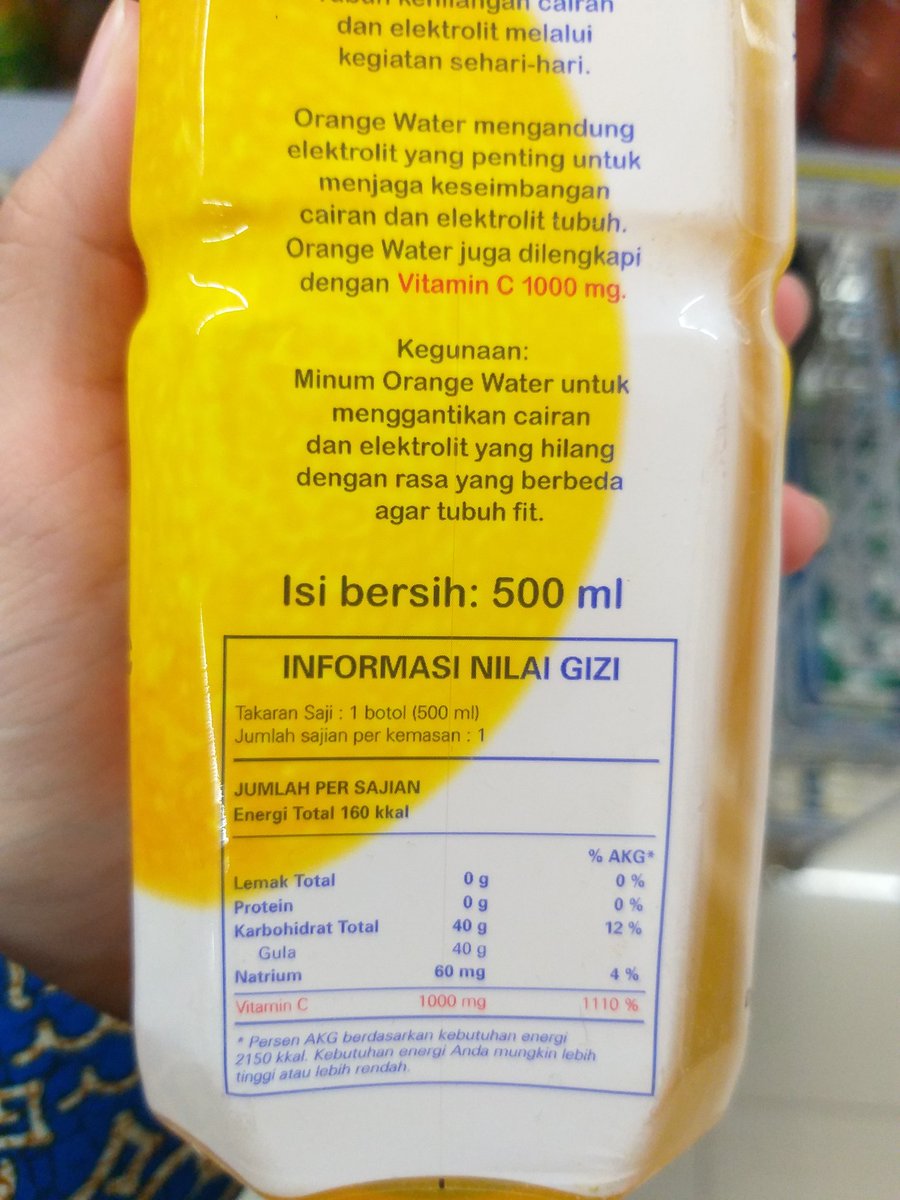 Tubuh kehilangan cairan
dan elektrolit melalui
kegiatan sehari-hari.
Orange Water mengandung
elektrolit yang penting untuk
menjaga keseimbangan
cairan dan elektrolit tubuh.
Orange Water juga dilengkapi
dengan Vitamin C 1000 mg.
Kegunaan:
Minum Orange Water untuk
menggantikan cairan
dan elektrolit yang hilang
dengan rasa yang berbeda
agar tubuh fit.
Isi bersih: 500 ml
INFORMASI NILAI GIZI
Takaran Saji : 1 botol (500 ml)
Jumlah sajian per kemasan : 1
JUMLAH PER SAJIAN
Energi Total 160 kkal
% AKG*
Lemak Total 0 g 0 %
Protein 0 g 0 %
Karbohidrat Total 40 g 12 %
Gula 40 g
Natrium 60 mg 4 %
Vitamin C 1000 mg 1110 %
* Persen AKG berdasarkan kebutuhan energi
2150 kkal. Kebutuhan energi Anda mungkin lebih
tinggi atau lebih rendah.